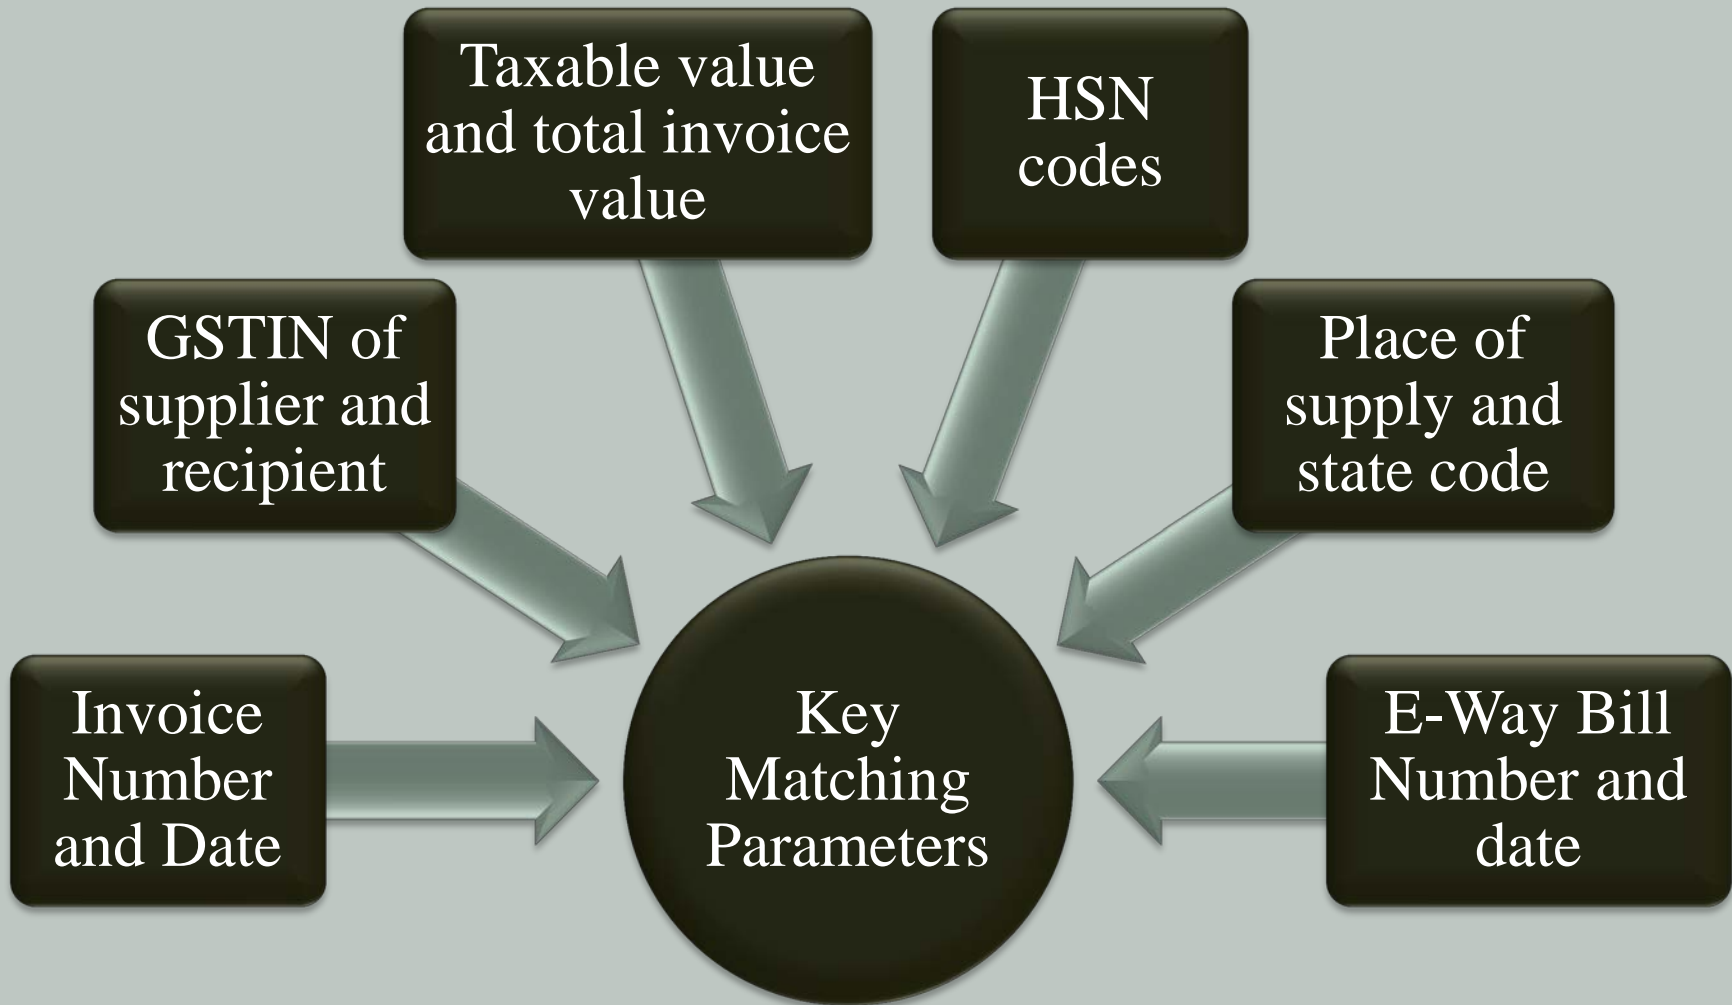 Taxable value
and total invoice
value
HSN
codes
GSTIN of
supplier and
recipient
Place of
supply and
state code
Invoice
Number
and Date
Key
Matching
Parameters
E-Way Bill
Number and
date